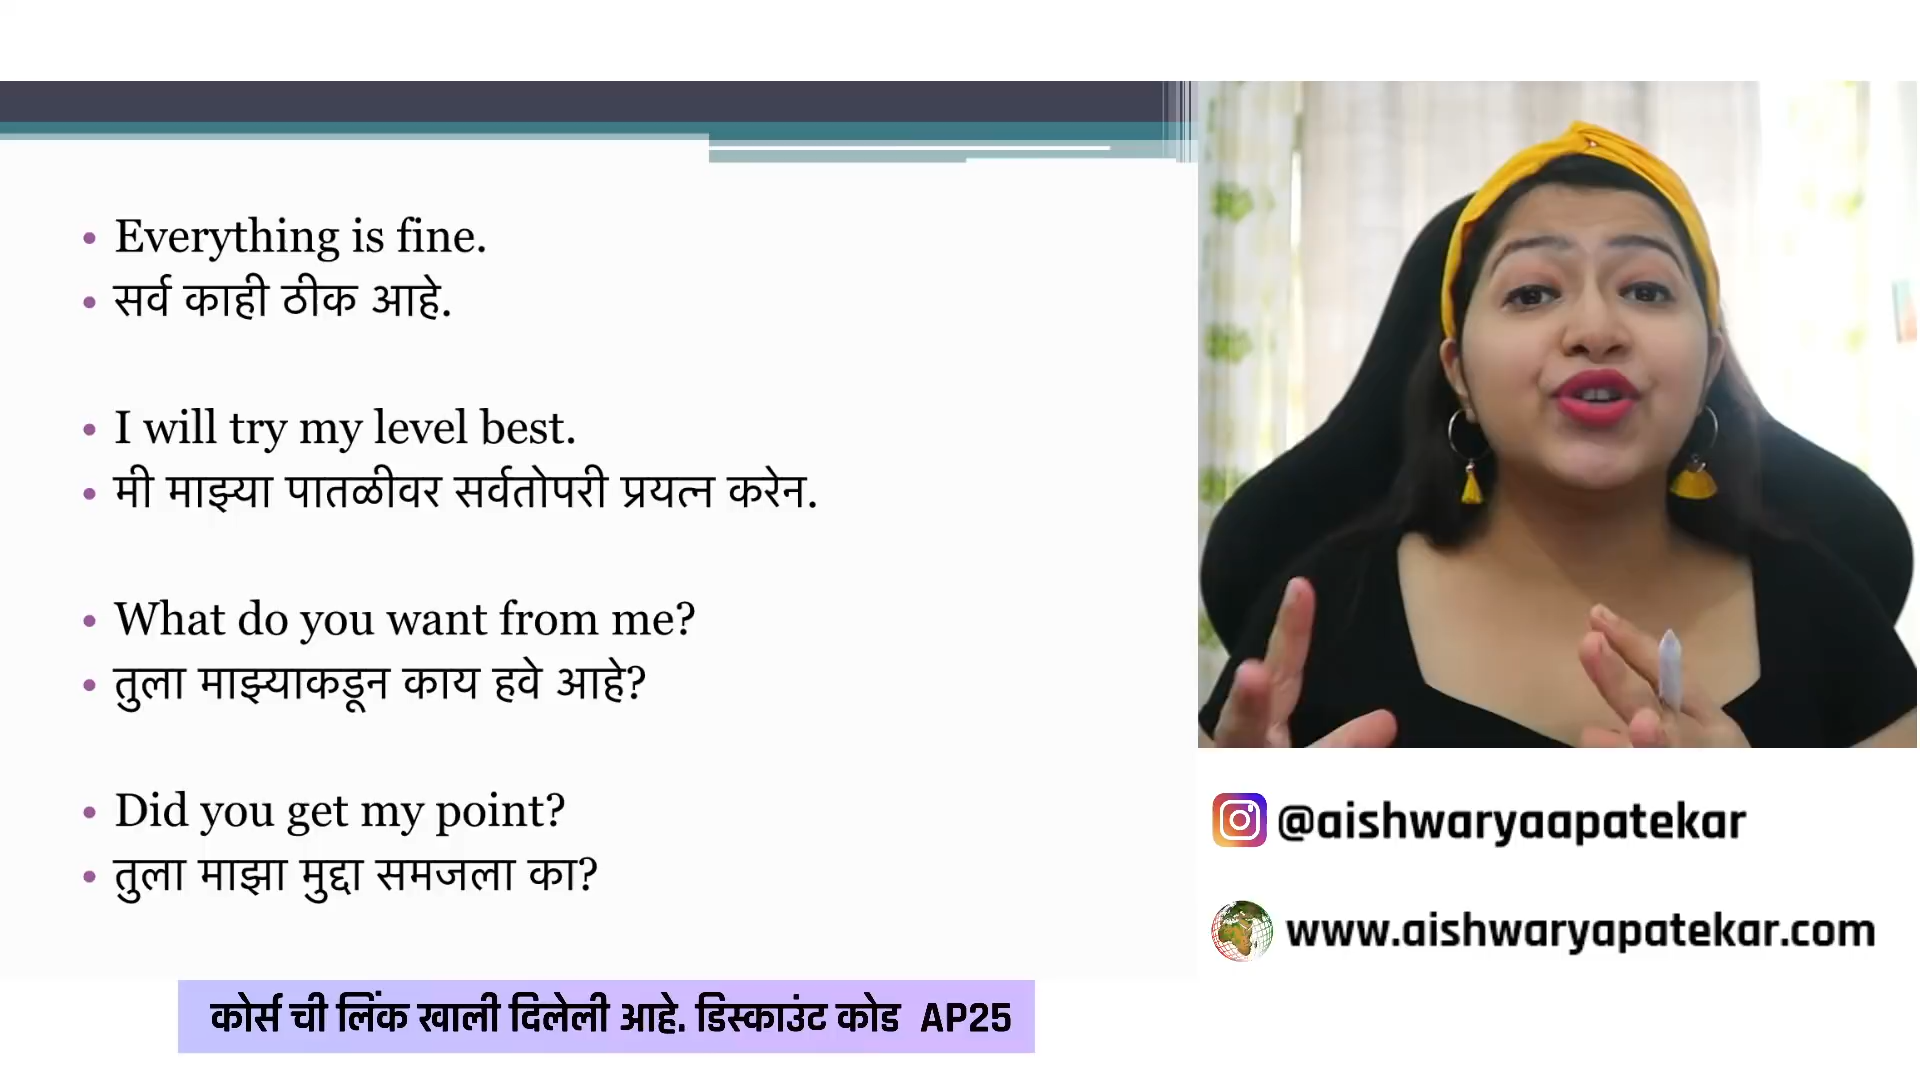 Everything is fine.
सर्व काही ठीक आहे.
I will try my level best.
मी माझ्या पातळीवर सर्वतोपरी प्रयत्न करेन.
What do you want from me?
तुला माझ्याकडून काय हवे आहे?
Did you get my point?
तुला माझा मुद्दा समजला का?
@aishwaryaapatekar
www.aishwaryapatekar.com
कोर्स ची लिंक खाली दिलेली आहे. डिस्काउंट कोड AP25